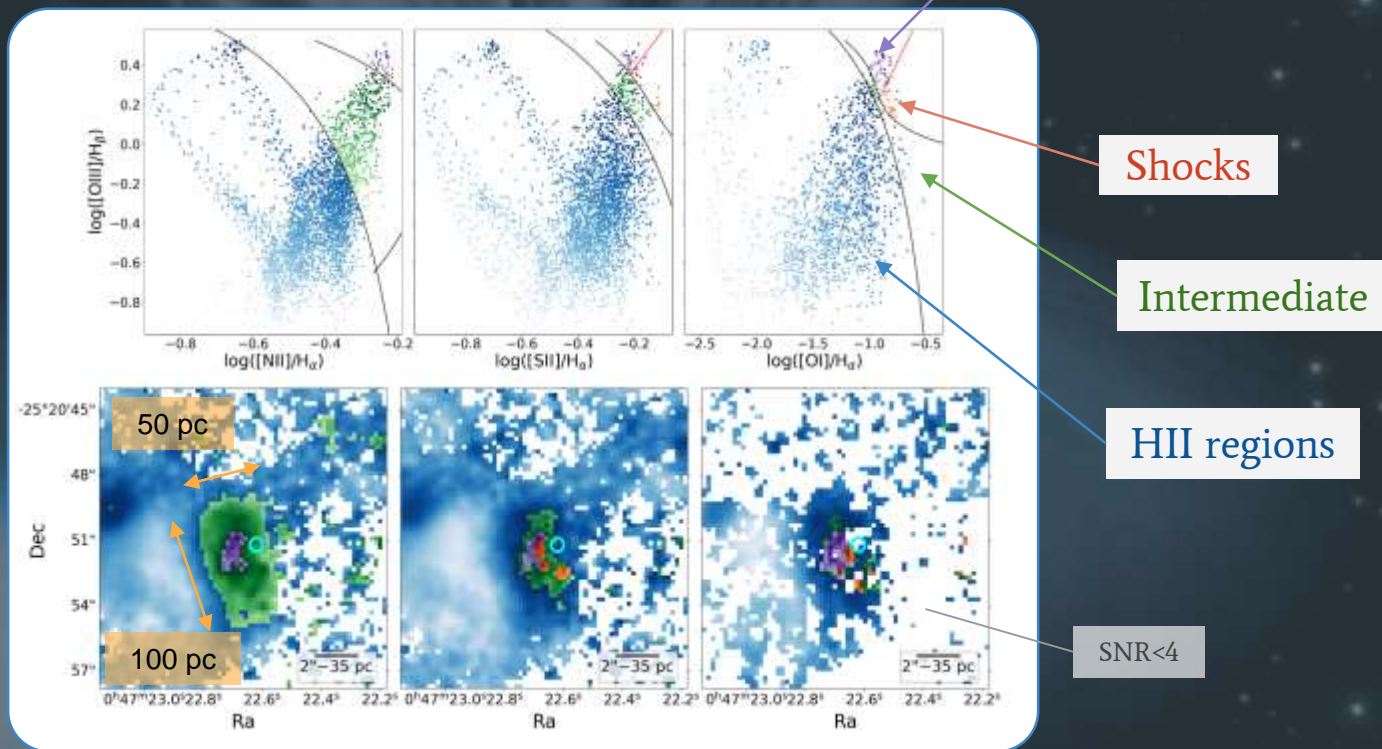 0.4
0.2
0.0
−0.2
−0.4
−0.6
−0.8
log([OIII]/Hβ)
−0.8 −0.6 −0.4 −0.2
log([NII]/Hα)
−0.8 −0.6 −0.4 −0.2
log([SII]/Hα)
−2.5 −2.0 −1.5 −1.0 −0.5
log([OI]/Hα)
Shocks
Intermediate
HII regions
SNR<4
-25°20'45"
48"
51"
54"
57"
Dec
50 pc
100 pc
2"−35 pc
2"−35 pc
2"−35 pc
0ʰ47ᵐ23.0ˢ22.8ˢ 22.6ˢ 22.4ˢ 22.2ˢ
Ra
0ʰ47ᵐ23.0ˢ22.8ˢ 22.6ˢ 22.4ˢ 22.2ˢ
Ra
0ʰ47ᵐ23.0ˢ22.8ˢ 22.6ˢ 22.4ˢ 22.2ˢ
Ra